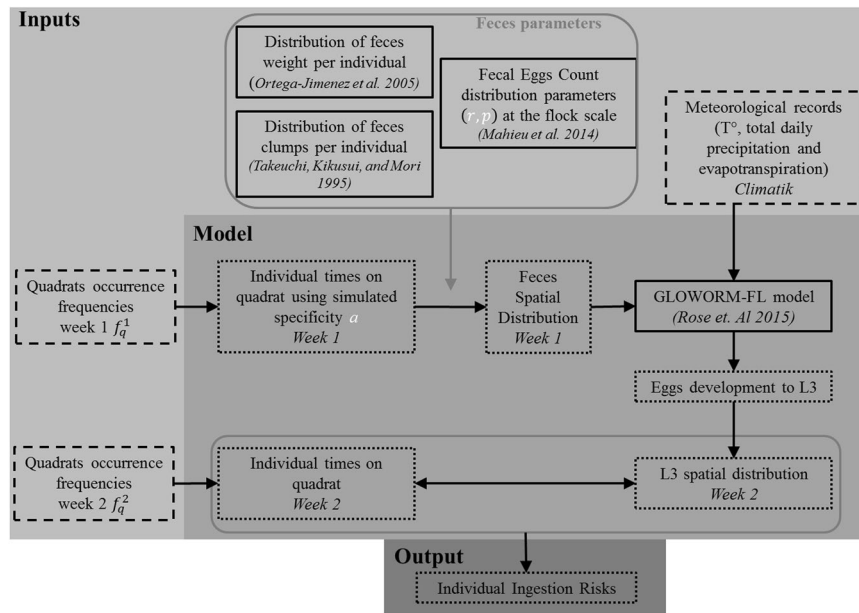 Inputs
Feces parameters
Distribution of feces
weight per individual
(Ortega-Jimenez et al. 2005)
Distribution of feces
clumps per individual
(Takeuchi, Kikusui, and Mori
1995)
Fecal Eggs Count
distribution parameters
(r,p) at the flock scale
(Mahieu et al. 2014)
Meteorological records
(T°, total daily
precipitation and
evapotranspiration)
Climatik
Model
Quadrats occurrence
frequencies
week 1 f_q^1
Individual times on
quadrat using simulated
specificity a
Week 1
Feces
Spatial
Distribution
Week 1
GLOWORM-FL model
(Rose et. Al 2015)
Eggs development to L3
Quadrats occurrence
frequencies
week 2 f_q^2
Individual times on
quadrat
Week 2
L3 spatial distribution
Week 2
Output
Individual Ingestion Risks